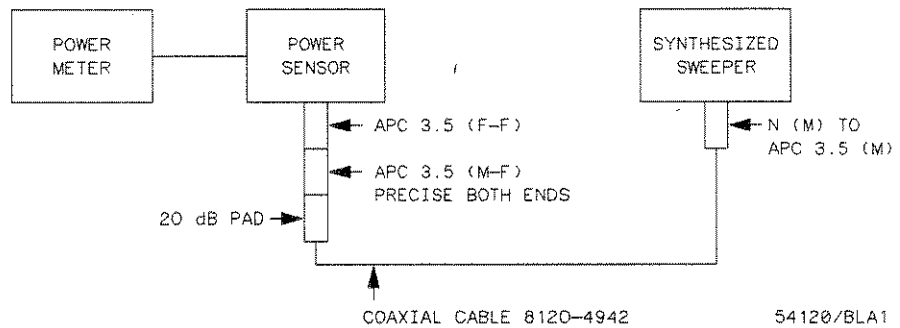 POWER
METER
POWER
SENSOR
SYNTHESIZED
SWEEPER
APC 3.5 (F-F)
N (M) TO
APC 3.5 (M)
APC 3.5 (M-F)
PRECISE BOTH ENDS
20 dB PAD
COAXIAL CABLE 8120-4942
54120/BLA1